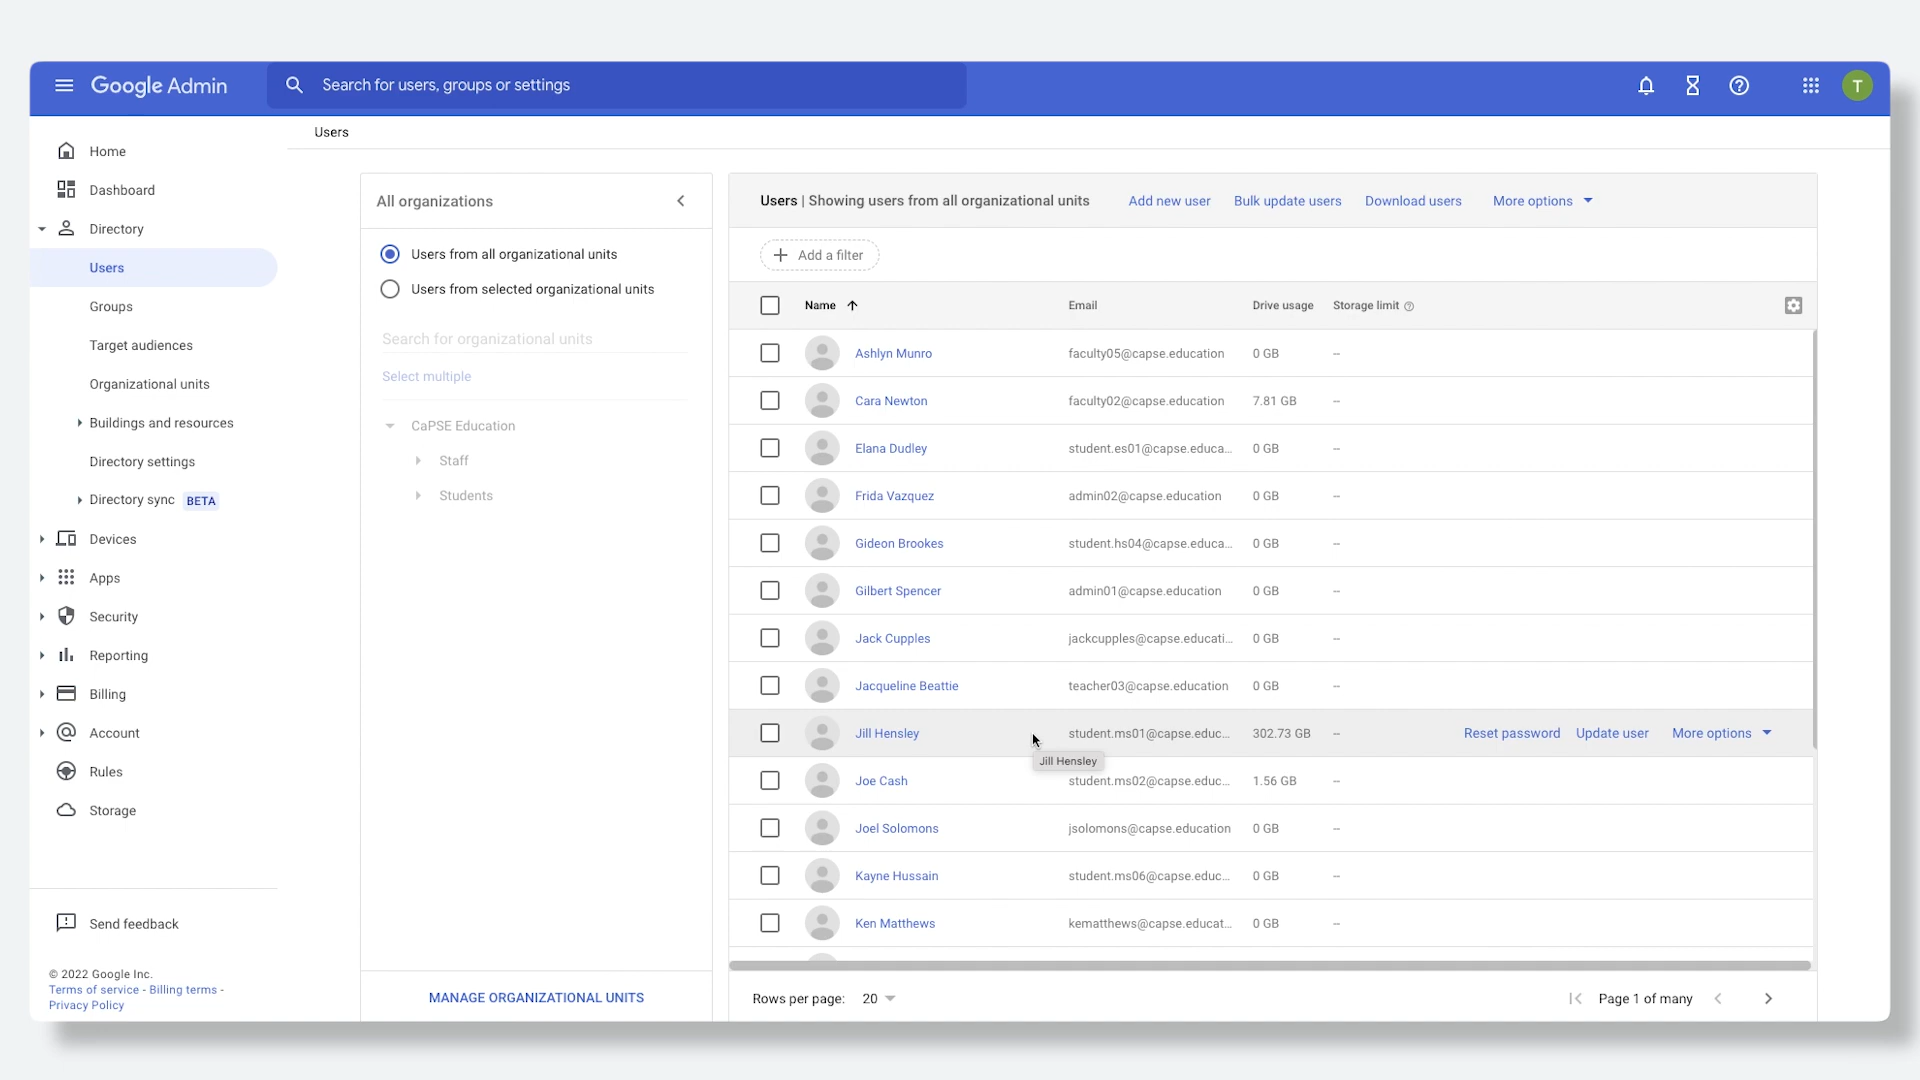 Google Admin
Search for users, groups or settings
T
Users
Home
Dashboard
Directory
Users
Groups
Target audiences
Organizational units
Buildings and resources
Directory settings
Directory sync BETA
Devices
Apps
Security
Reporting
Billing
Account
Rules
Storage
Send feedback
© 2022 Google Inc.
Terms of service - Billing terms -
Privacy Policy
All organizations
Users from all organizational units
Users from selected organizational units
Search for organizational units
Select multiple
CaPSE Education
Staff
Students
MANAGE ORGANIZATIONAL UNITS
Users | Showing users from all organizational units Add new user Bulk update users Download users More options
Add a filter
Name Email Drive usage Storage limit
Ashlyn Munro faculty05@capse.education 0 GB --
Cara Newton faculty02@capse.education 7.81 GB --
Elana Dudley student.es01@capse.educa... 0 GB --
Frida Vazquez admin02@capse.education 0 GB --
Gideon Brookes student.hs04@capse.educa... 0 GB --
Gilbert Spencer admin01@capse.education 0 GB --
Jack Cupples jackcupples@capse.educati... 0 GB --
Jacqueline Beattie teacher03@capse.education 0 GB --
Jill Hensley student.ms01@capse.educ... 302.73 GB -- Reset password Update user More options
Jill Hensley
Joe Cash student.ms02@capse.educ... 1.56 GB --
Joel Solomons jsolomons@capse.education 0 GB --
Kayne Hussain student.ms06@capse.educ... 0 GB --
Ken Matthews kematthews@capse.educat... 0 GB --
Rows per page: 20 Page 1 of many